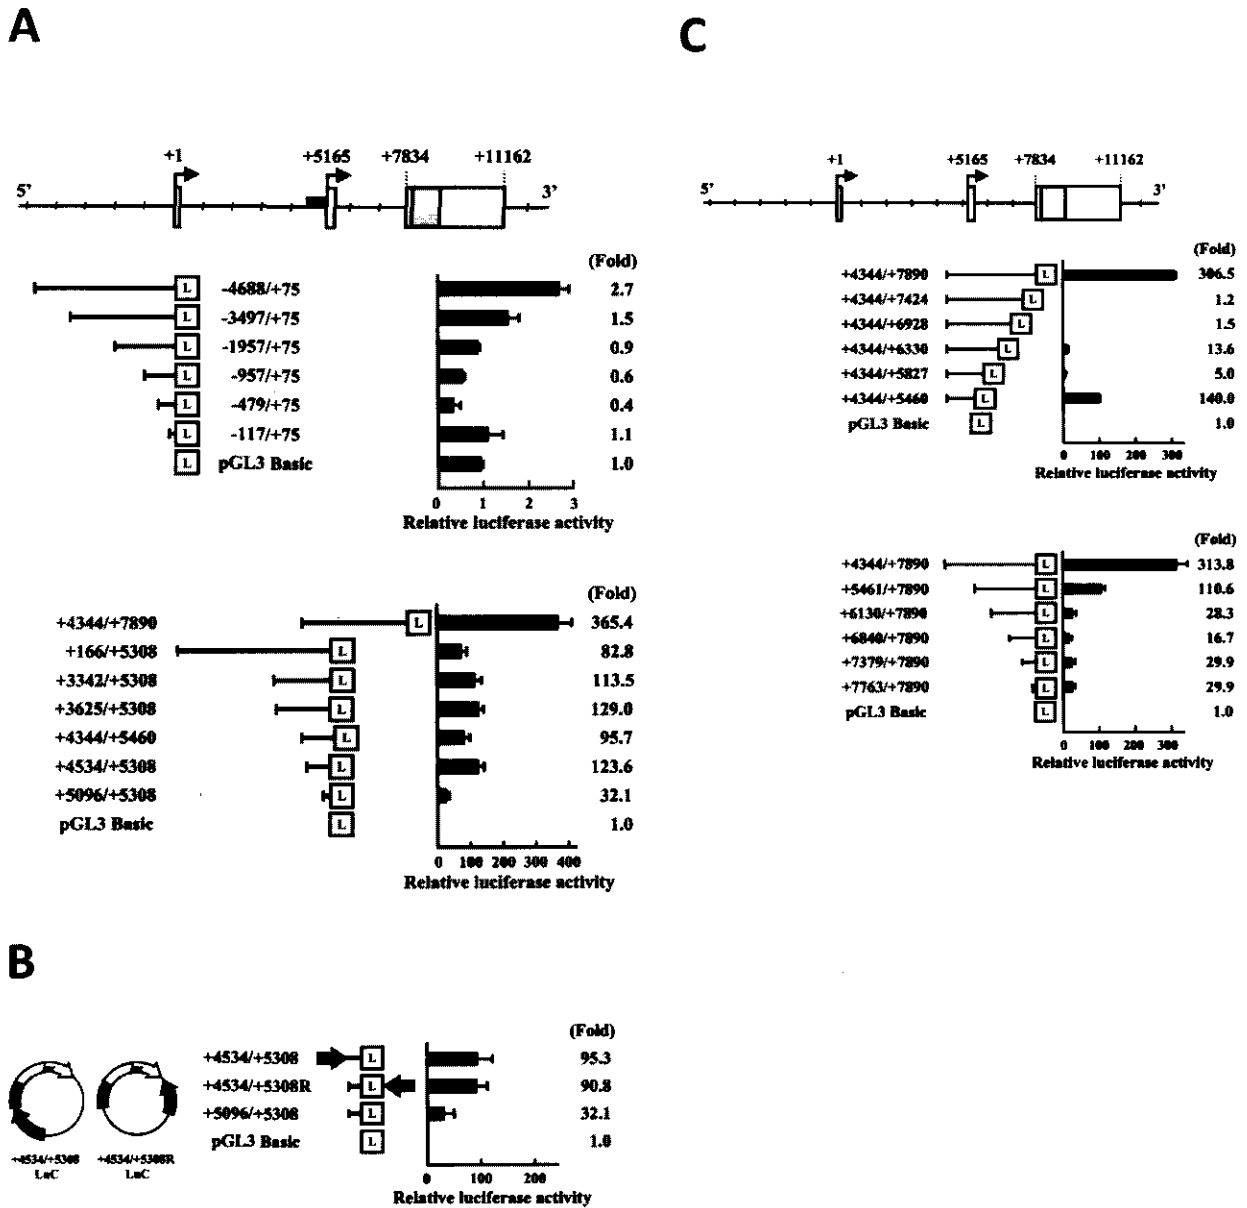 A
+1 +5165 +7834 +11162
5' 3'
(Fold)
L -4688/+75 2.7
L -3497/+75 1.5
L -1957/+75 0.9
L -957/+75 0.6
L -479/+75 0.4
L -117/+75 1.1
L pGL3 Basic 1.0
0 1 2 3
Relative luciferase activity
(Fold)
+4344/+7890 L 365.4
+166/+5308 L 82.8
+3342/+5308 L 113.5
+3625/+5308 L 129.0
+4344/+5460 L 95.7
+4534/+5308 L 123.6
+5096/+5308 L 32.1
pGL3 Basic L 1.0
0 100 200 300 400
Relative luciferase activity
B
+4534/+5308
LuC
+4534/+5308R
LuC
(Fold)
+4534/+5308 L 95.3
+4534/+5308R L 90.8
+5096/+5308 L 32.1
pGL3 Basic L 1.0
0 100 200
Relative luciferase activity
C
+1 +5165 +7834 +11162
5' 3'
(Fold)
+4344/+7890 L 306.5
+4344/+7424 L 1.2
+4344/+6928 L 1.5
+4344/+6330 L 13.6
+4344/+5827 L 5.0
+4344/+5460 L 140.0
pGL3 Basic L 1.0
0 100 200 300
Relative luciferase activity
(Fold)
+4344/+7890 L 313.8
+5461/+7890 L 110.6
+6130/+7890 L 28.3
+6840/+7890 L 16.7
+7379/+7890 L 29.9
+7763/+7890 L 29.9
pGL3 Basic L 1.0
0 100 200 300
Relative luciferase activity